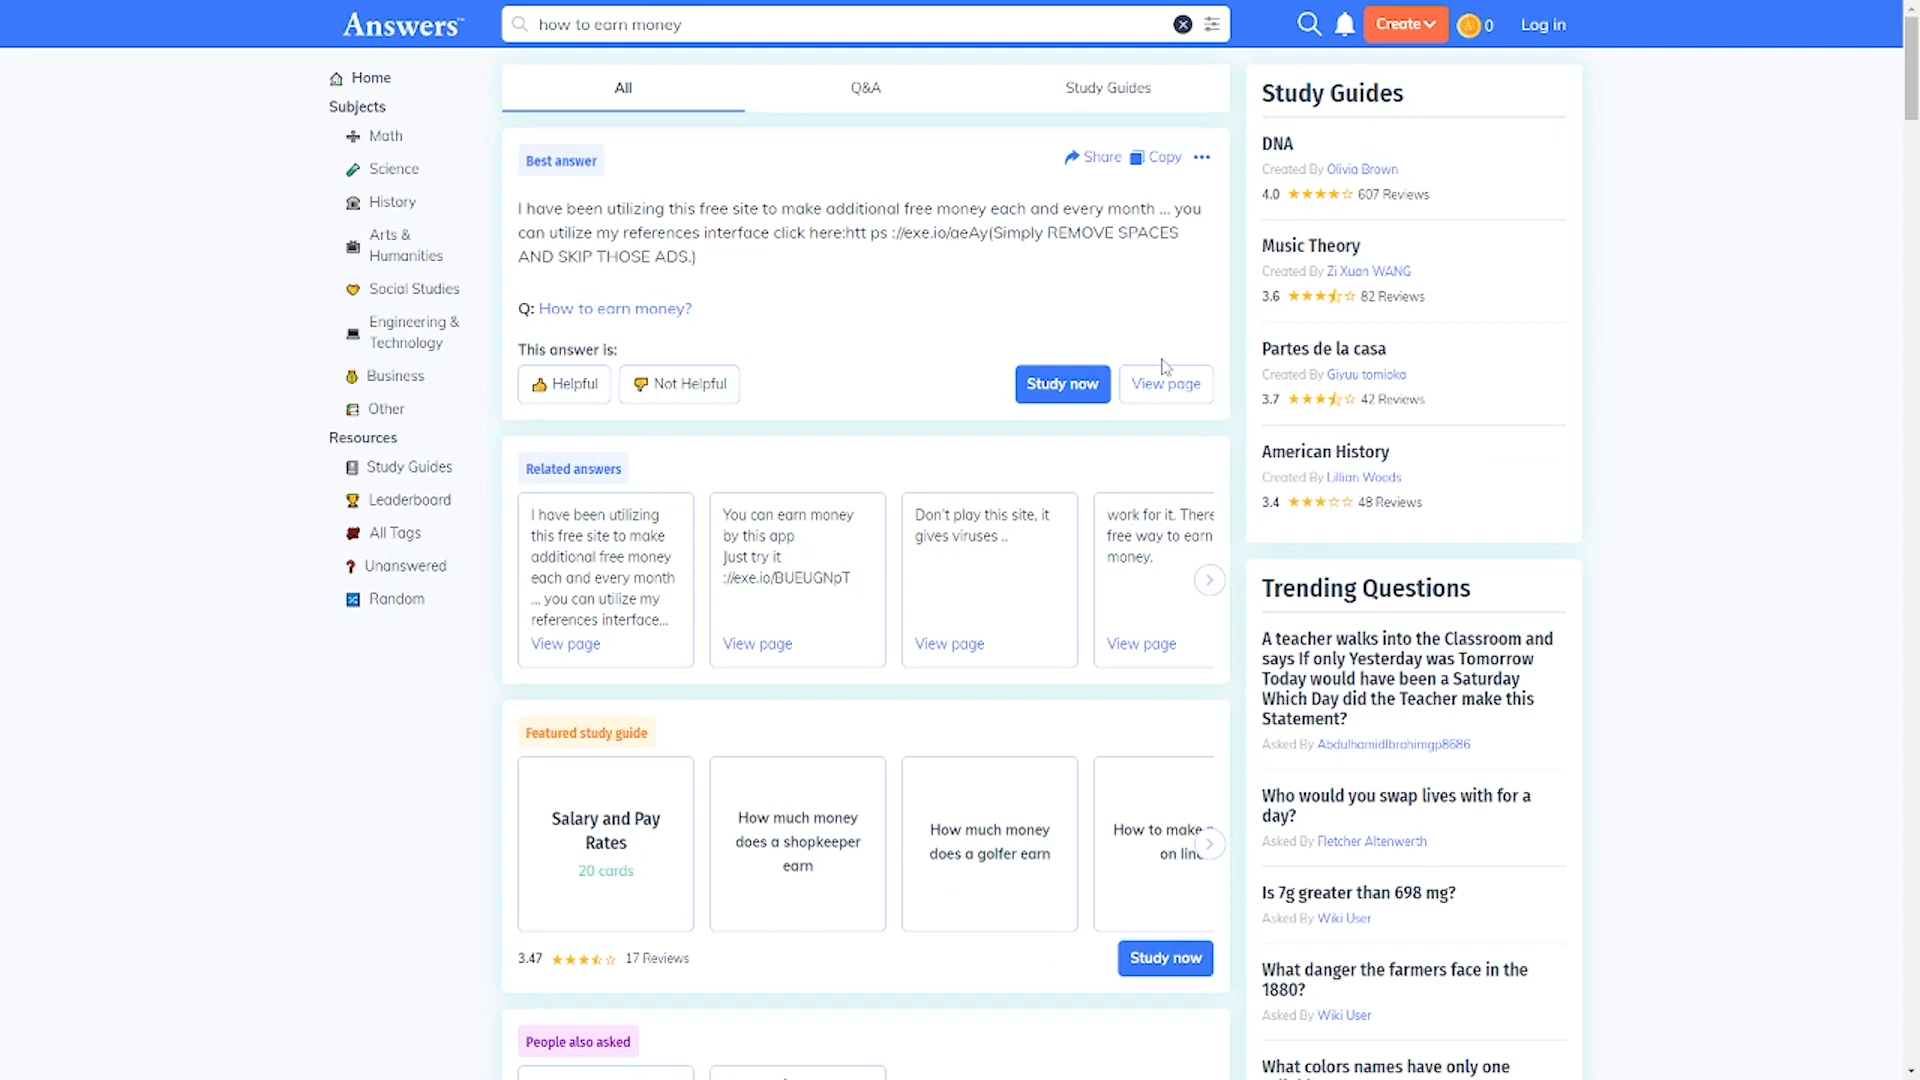 Answers™
how to earn money
Create
0
Log in
Home
Subjects
Math
Science
History
Arts &
Humanities
Social Studies
Engineering &
Technology
Business
Other
Resources
Study Guides
Leaderboard
All Tags
Unanswered
Random
All
Q&A
Study Guides
Best answer
Share
Copy
I have been utilizing this free site to make additional free money each and every month ... you
can utilize my references interface click here:htt ps ://exe.io/aeAy(Simply REMOVE SPACES
AND SKIP THOSE ADS.)
Q: How to earn money?
This answer is:
Helpful
Not Helpful
Study now
View page
Related answers
I have been utilizing
this free site to make
additional free money
each and every month
... you can utilize my
references interface...
View page
You can earn money
by this app
Just try it
://exe.io/BUEUGNpT
View page
Don't play this site, it
gives viruses ..
View page
work for it. There
free way to earn
money.
View page
Featured study guide
Salary and Pay
Rates
20 cards
How much money
does a shopkeeper
earn
How much money
does a golfer earn
How to make
on line
3.47
17 Reviews
Study now
People also asked
Study Guides
DNA
Created By Olivia Brown
4.0
607 Reviews
Music Theory
Created By Zi Xuan WANG
3.6
82 Reviews
Partes de la casa
Created By Giyuu tomioka
3.7
42 Reviews
American History
Created By Lillian Woods
3.4
48 Reviews
Trending Questions
A teacher walks into the Classroom and
says If only Yesterday was Tomorrow
Today would have been a Saturday
Which Day did the Teacher make this
Statement?
Asked By AbdulhamidIbrahimgp8686
Who would you swap lives with for a
day?
Asked By Fletcher Altenwerth
Is 7g greater than 698 mg?
Asked By Wiki User
What danger the farmers face in the
1880?
Asked By Wiki User
What colors names have only one